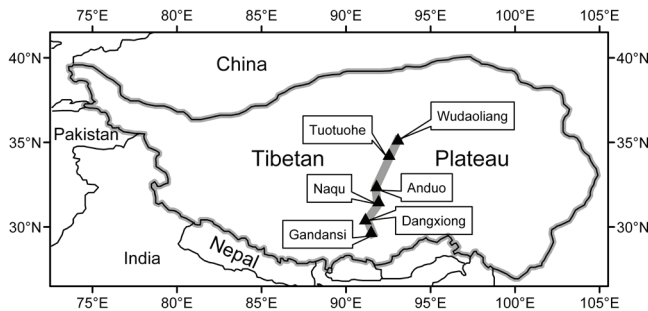 75°E 80°E 85°E 90°E 95°E 100°E 105°E
40°N 40°N
China
Wudaoliang
Tuotuohe
Pakistan
35°N 35°N
Tibetan Plateau
Naqu
Anduo
Dangxiong
30°N 30°N
Gandansi
Nepal
India
75°E 80°E 85°E 90°E 95°E 100°E 105°E